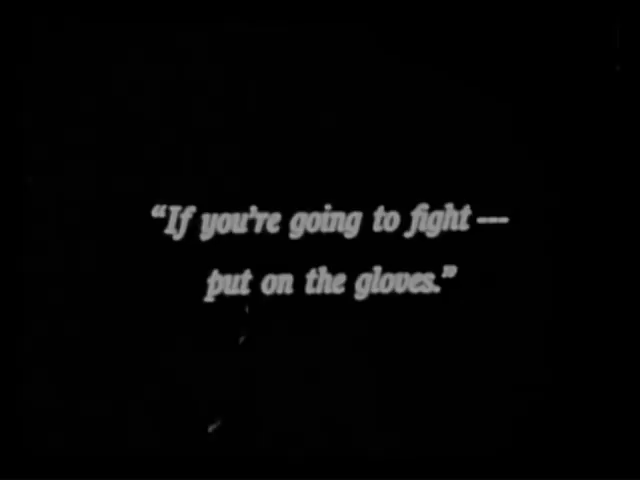 “If you're going to fight ---
put on the gloves.”